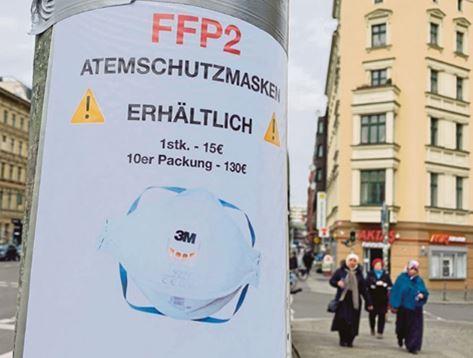 FFP2
ATEMSCHUTZMASKEN
ERHÄLTLICH
1stk. - 15€
10er Packung - 130€
3M